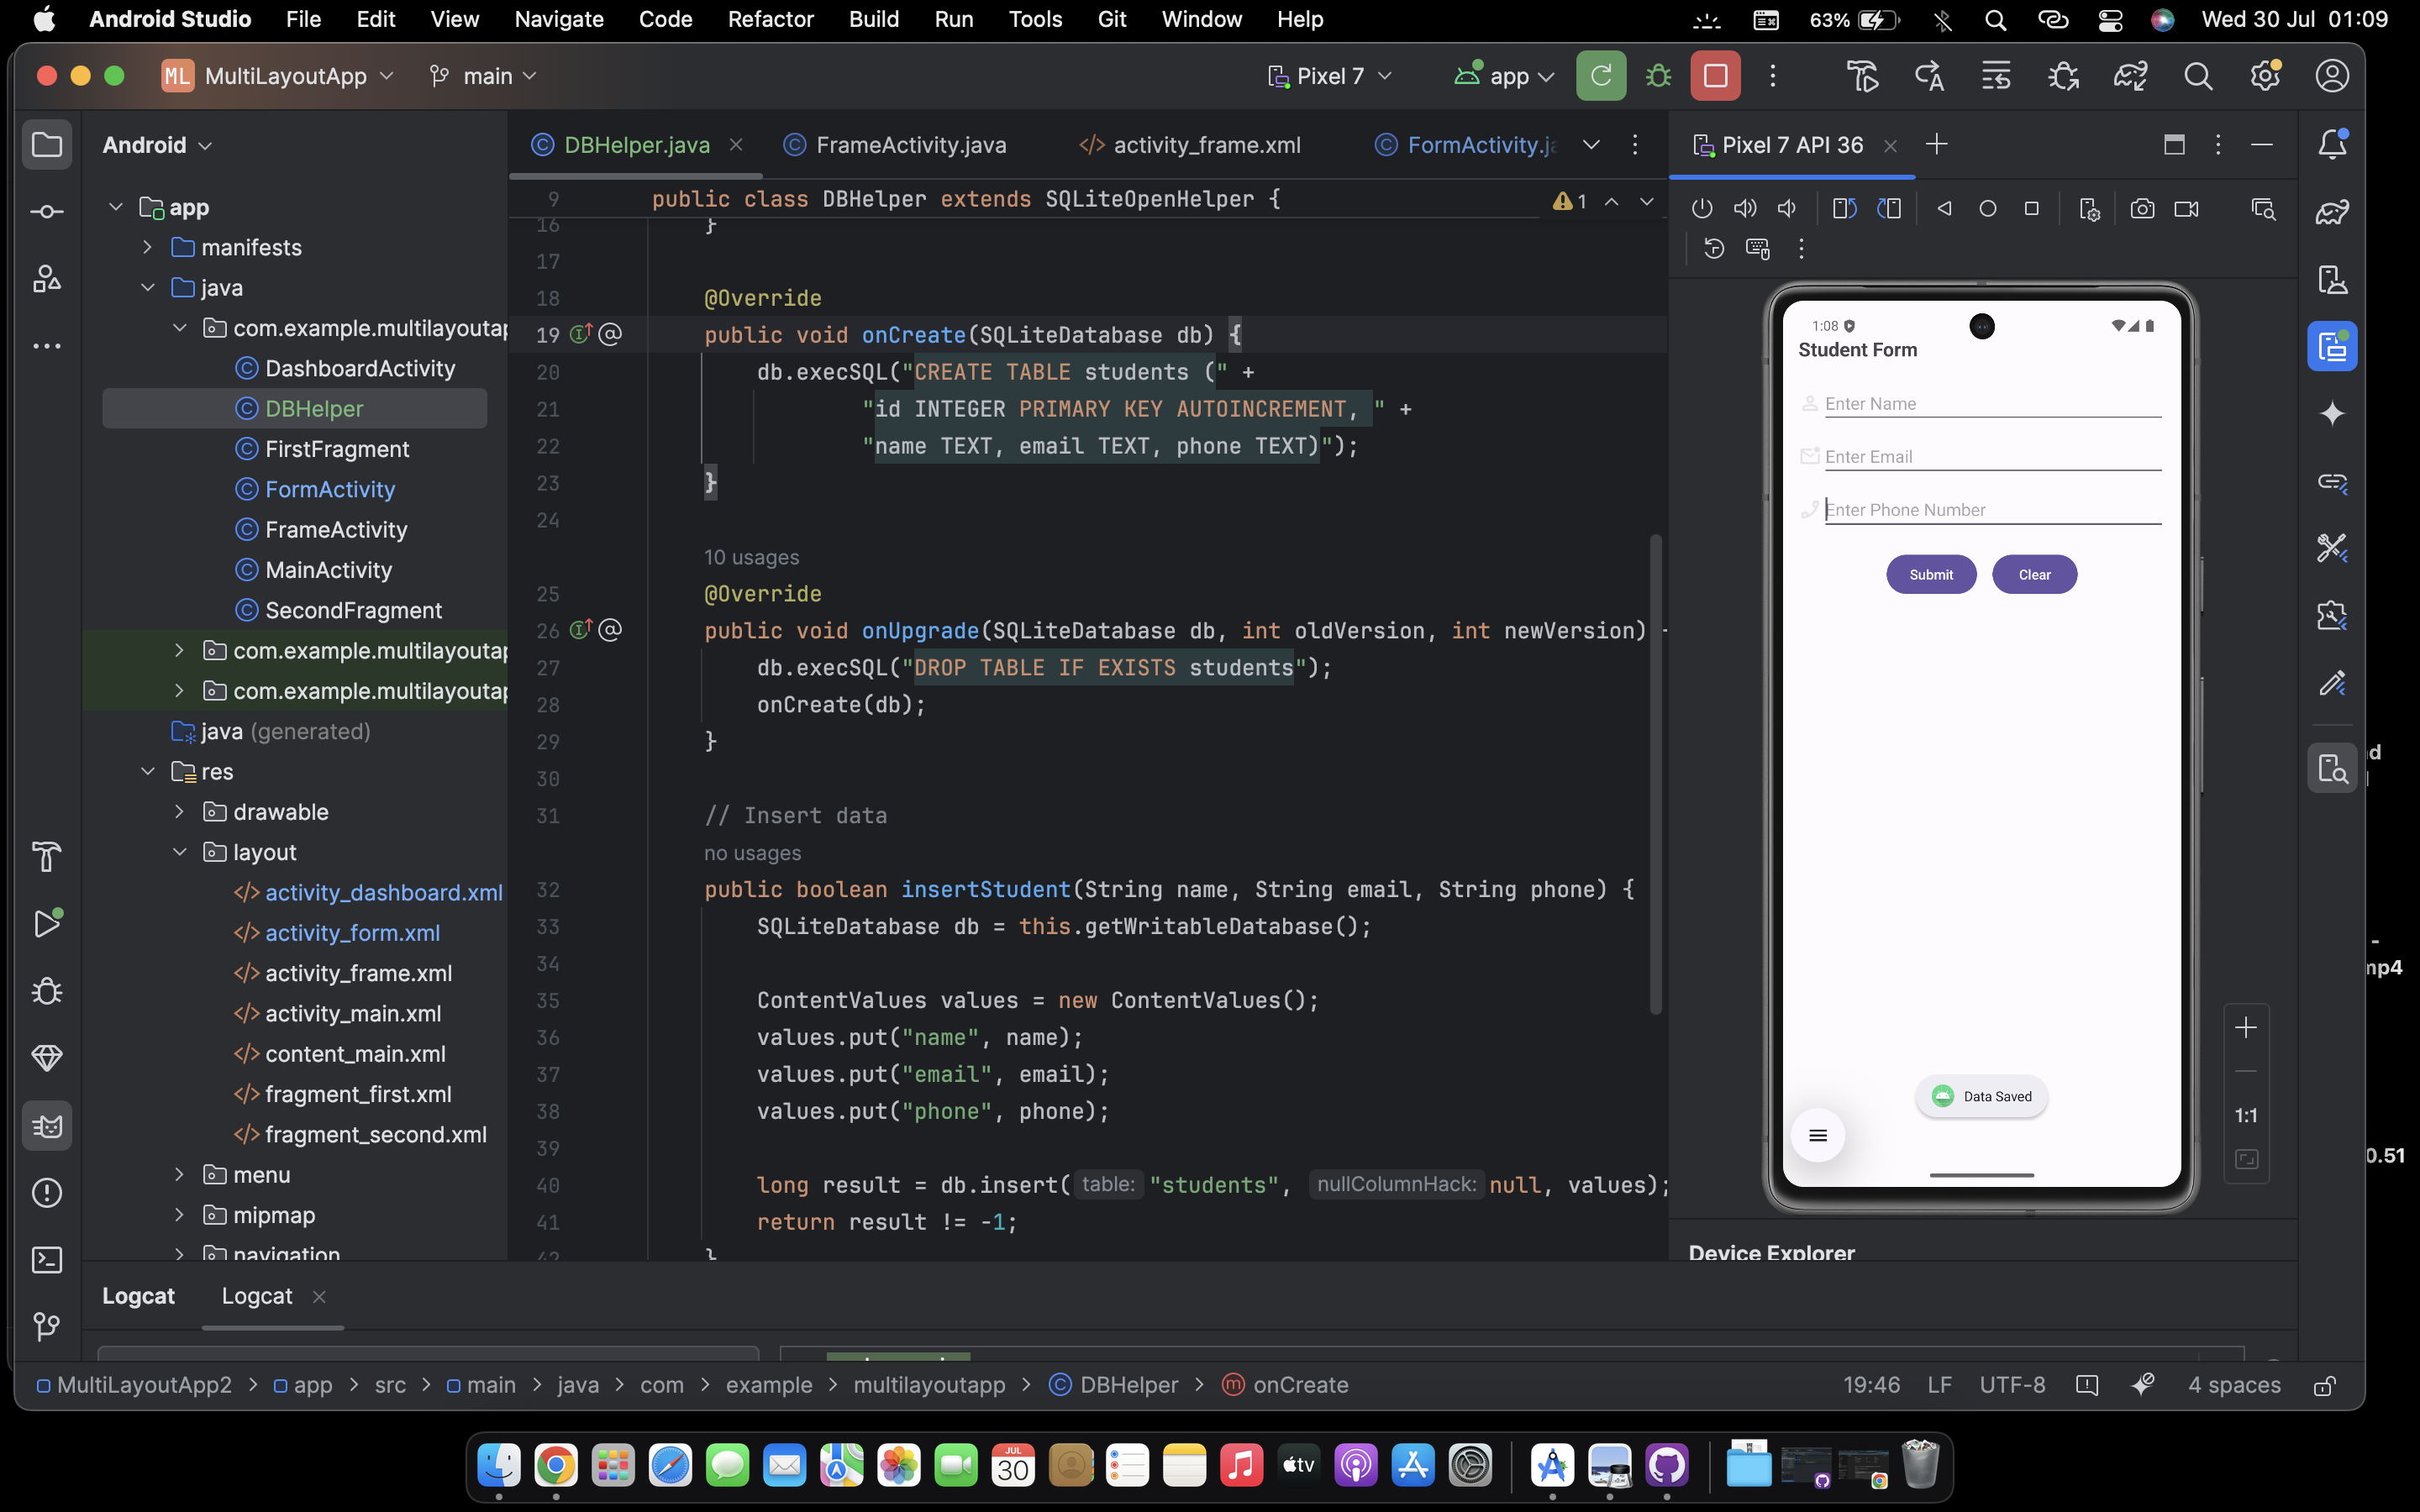 Android Studio File Edit View Navigate Code Refactor Build Run Tools Git Window Help 63% Wed 30 Jul 01:09
ML MultiLayoutApp main Pixel 7 app
Android
DBHelper.java FrameActivity.java activity_frame.xml FormActivity.ja Pixel 7 API 36
app
manifests
java
com.example.multilayoutap
DashboardActivity
DBHelper
FirstFragment
FormActivity
FrameActivity
MainActivity
SecondFragment
com.example.multilayoutap
com.example.multilayoutap
java (generated)
res
drawable
layout
activity_dashboard.xml
activity_form.xml
activity_frame.xml
activity_main.xml
content_main.xml
fragment_first.xml
fragment_second.xml
menu
mipmap
navigation
9 public class DBHelper extends SQLiteOpenHelper { 1
16 }
17
18 @Override
19 public void onCreate(SQLiteDatabase db) {
20 db.execSQL("CREATE TABLE students (" +
21 "id INTEGER PRIMARY KEY AUTOINCREMENT, " +
22 "name TEXT, email TEXT, phone TEXT)");
23 }
24
10 usages
25 @Override
26 public void onUpgrade(SQLiteDatabase db, int oldVersion, int newVersion)
27 db.execSQL("DROP TABLE IF EXISTS students");
28 onCreate(db);
29 }
30
31 // Insert data
no usages
32 public boolean insertStudent(String name, String email, String phone) {
33 SQLiteDatabase db = this.getWritableDatabase();
34
35 ContentValues values = new ContentValues();
36 values.put("name", name);
37 values.put("email", email);
38 values.put("phone", phone);
39
40 long result = db.insert( table: "students", nullColumnHack: null, values);
41 return result != -1;
42 }
1:08
Student Form
Enter Name
Enter Email
Enter Phone Number
Submit Clear
Data Saved
1:1
Device Explorer
d
-
mp4
0.51
Logcat Logcat
MultiLayoutApp2 > app > src > main > java > com > example > multilayoutapp > DBHelper > onCreate 19:46 LF UTF-8 4 spaces
JUL
30
tv